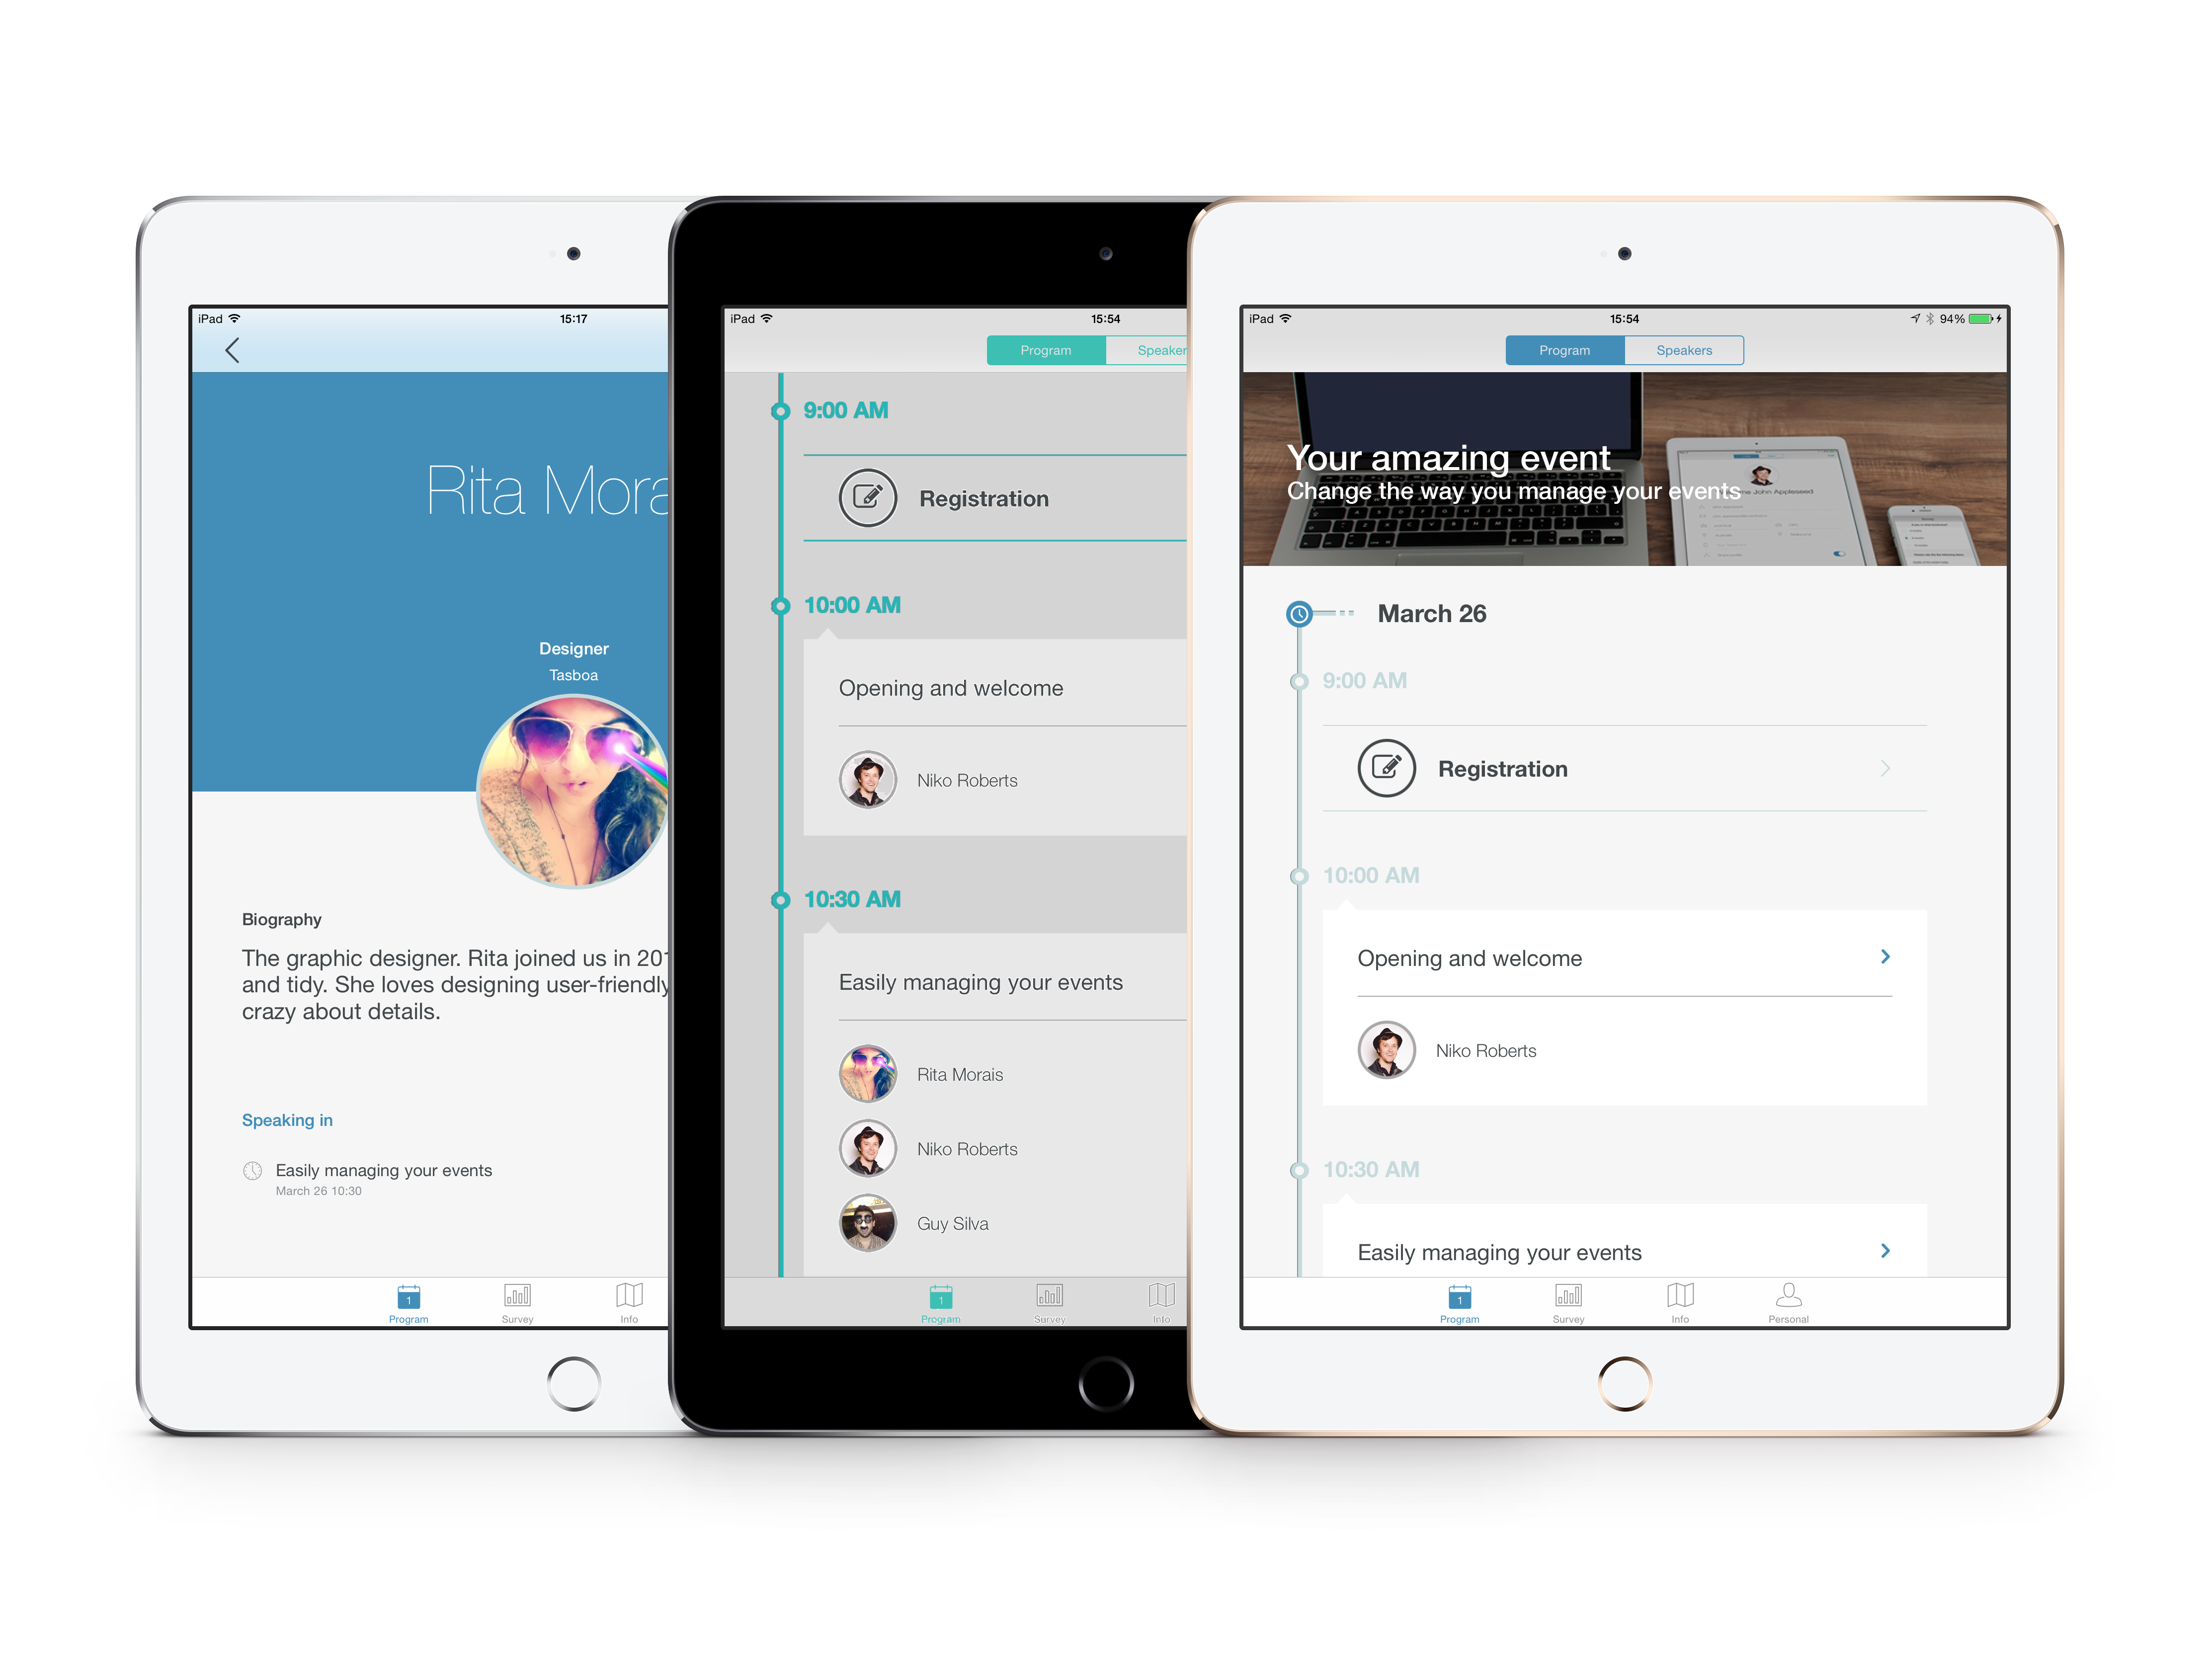 iPad
15:17
Rita Mora
Designer
Tasboa
Biography
The graphic designer. Rita joined us in 201
and tidy. She loves designing user-friendly
crazy about details.
Speaking in
Easily managing your events
March 26 10:30
1
Program
Survey
Info
iPad
15:54
Program
Speaker
9:00 AM
Registration
10:00 AM
Opening and welcome
Niko Roberts
10:30 AM
Easily managing your events
Rita Morais
Niko Roberts
Guy Silva
1
Program
Survey
Info
iPad
15:54
94%
Program
Speakers
Your amazing event
Change the way you manage your events
John Appleseed
March 26
9:00 AM
Registration
10:00 AM
Opening and welcome
Niko Roberts
10:30 AM
Easily managing your events
1
Program
Survey
Info
Personal